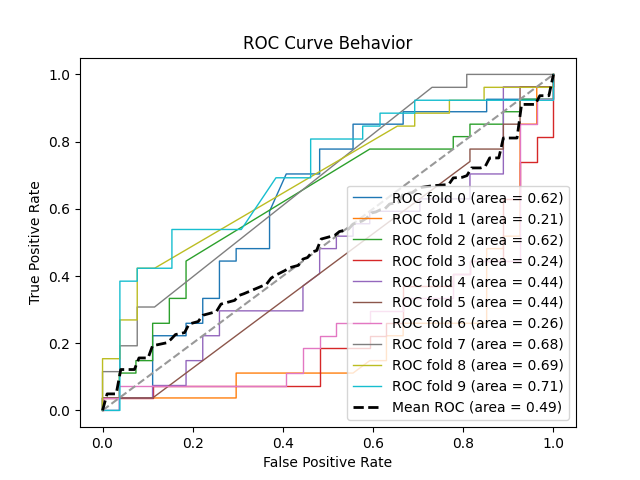 ROC Curve Behavior
True Positive Rate
1.0
0.8
0.6
0.4
0.2
0.0
ROC fold 0 (area = 0.62)
ROC fold 1 (area = 0.21)
ROC fold 2 (area = 0.62)
ROC fold 3 (area = 0.24)
ROC fold 4 (area = 0.44)
ROC fold 5 (area = 0.44)
ROC fold 6 (area = 0.26)
ROC fold 7 (area = 0.68)
ROC fold 8 (area = 0.69)
ROC fold 9 (area = 0.71)
Mean ROC (area = 0.49)
0.0 0.2 0.4 0.6 0.8 1.0
False Positive Rate